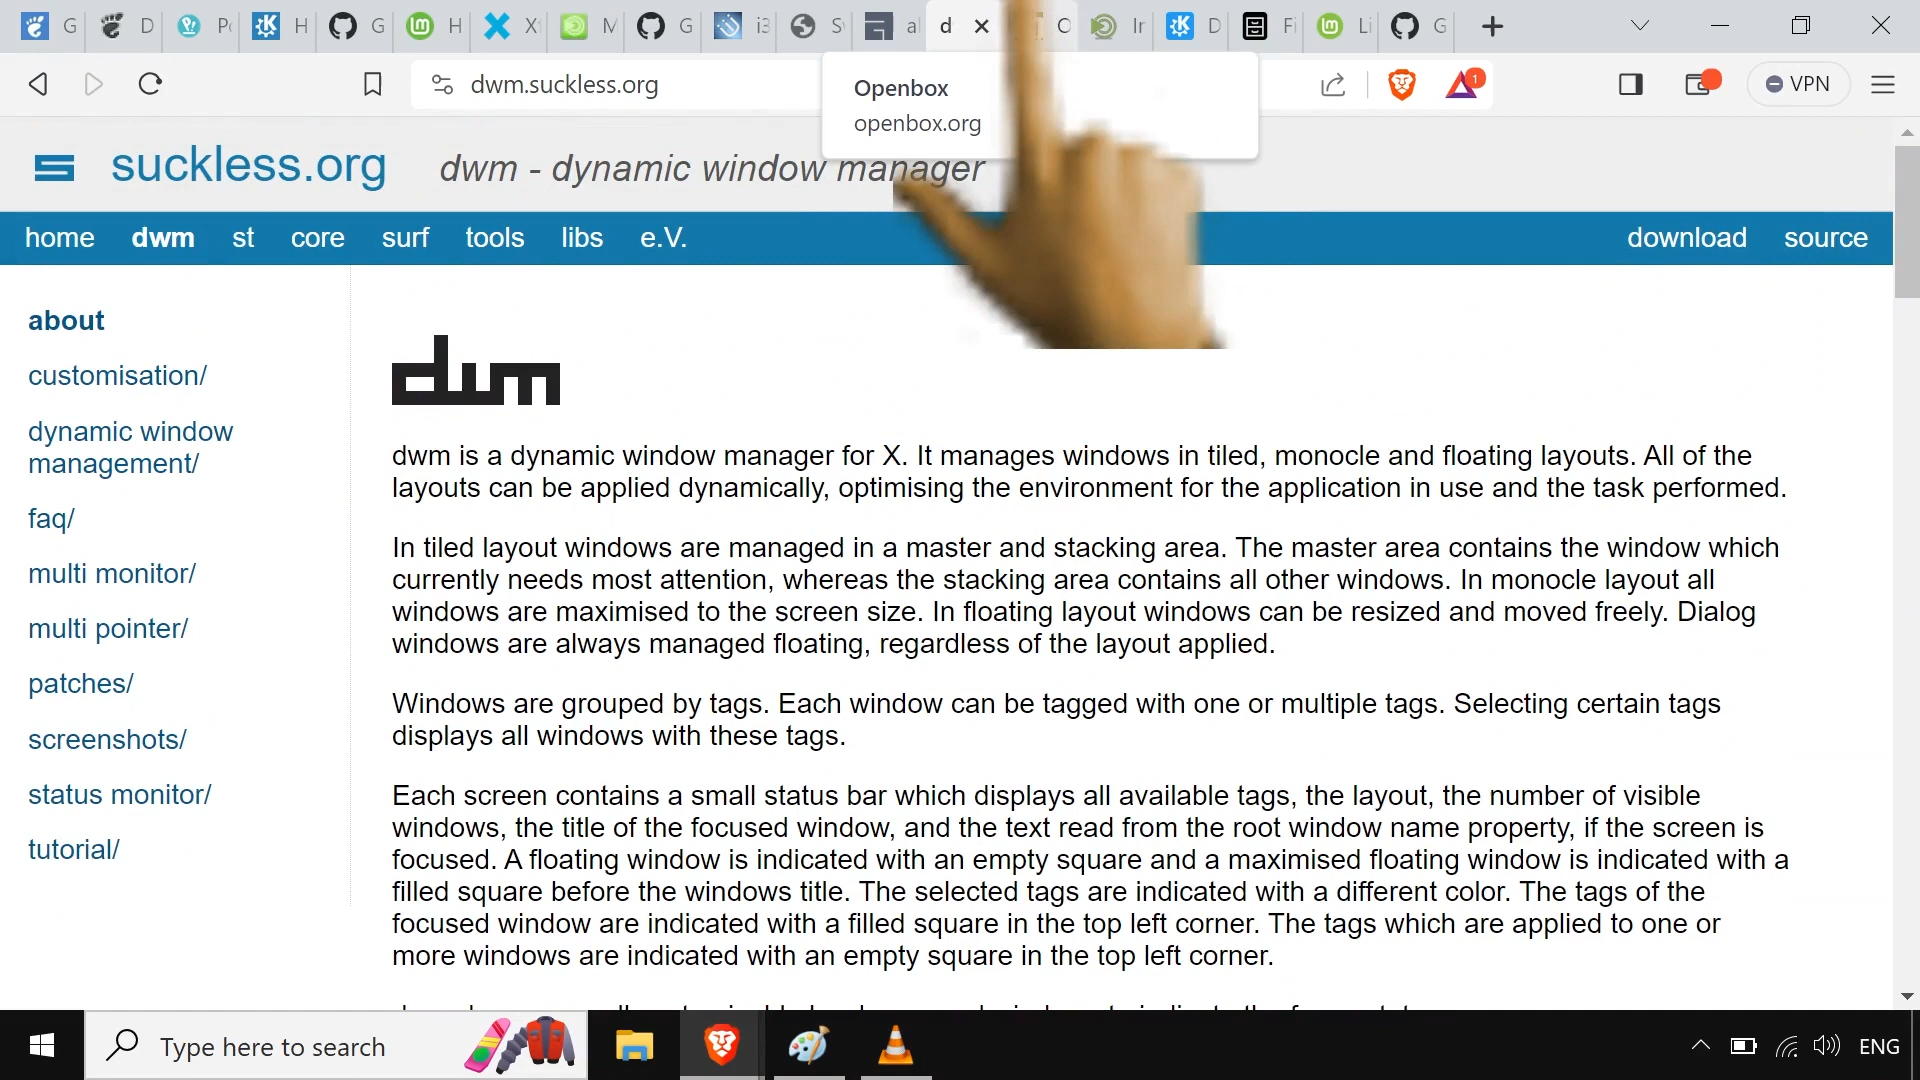 G D P H G H X M G i3 S a d O Ir D Fi Li G
dwm.suckless.org
1
VPN
Openbox
openbox.org
suckless.org
dwm - dynamic window manager
home dwm st core surf tools libs e.V. download source
about
customisation/
dynamic window
management/
faq/
multi monitor/
multi pointer/
patches/
screenshots/
status monitor/
tutorial/
dwm
dwm is a dynamic window manager for X. It manages windows in tiled, monocle and floating layouts. All of the
layouts can be applied dynamically, optimising the environment for the application in use and the task performed.
In tiled layout windows are managed in a master and stacking area. The master area contains the window which
currently needs most attention, whereas the stacking area contains all other windows. In monocle layout all
windows are maximised to the screen size. In floating layout windows can be resized and moved freely. Dialog
windows are always managed floating, regardless of the layout applied.
Windows are grouped by tags. Each window can be tagged with one or multiple tags. Selecting certain tags
displays all windows with these tags.
Each screen contains a small status bar which displays all available tags, the layout, the number of visible
windows, the title of the focused window, and the text read from the root window name property, if the screen is
focused. A floating window is indicated with an empty square and a maximised floating window is indicated with a
filled square before the windows title. The selected tags are indicated with a different color. The tags of the
focused window are indicated with a filled square in the top left corner. The tags which are applied to one or
more windows are indicated with an empty square in the top left corner.
Type here to search
ENG